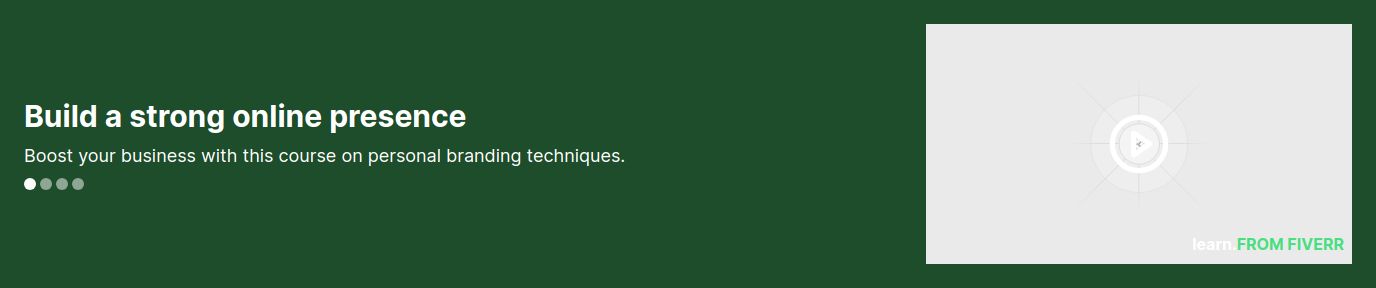 Build a strong online presence
Boost your business with this course on personal branding techniques.
learn.FROM FIVERR